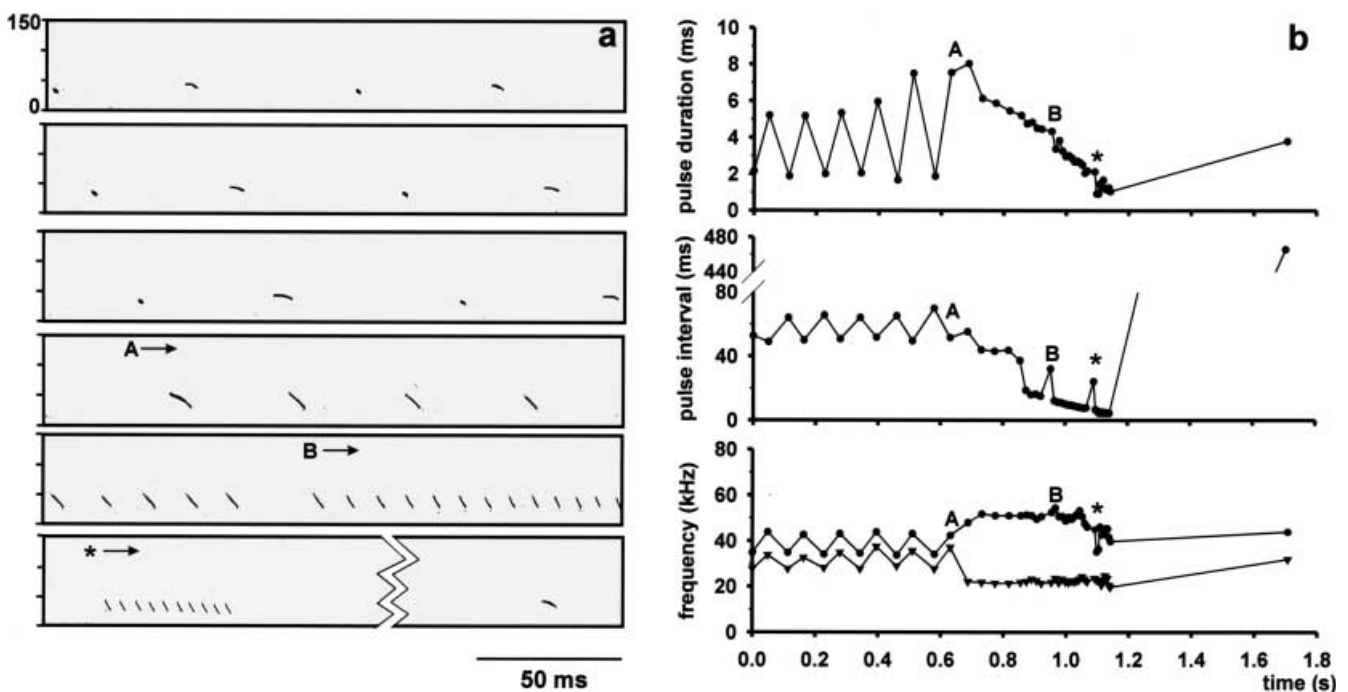 150
a
0
A
B
*
50 ms
b
pulse duration (ms)
10
8
6
4
2
0
A
B
*
pulse interval (ms)
480
440
80
40
0
A
B
*
frequency (kHz)
80
60
40
20
0
A
B
*
0.0 0.2 0.4 0.6 0.8 1.0 1.2 1.4 1.6 1.8
time (s)